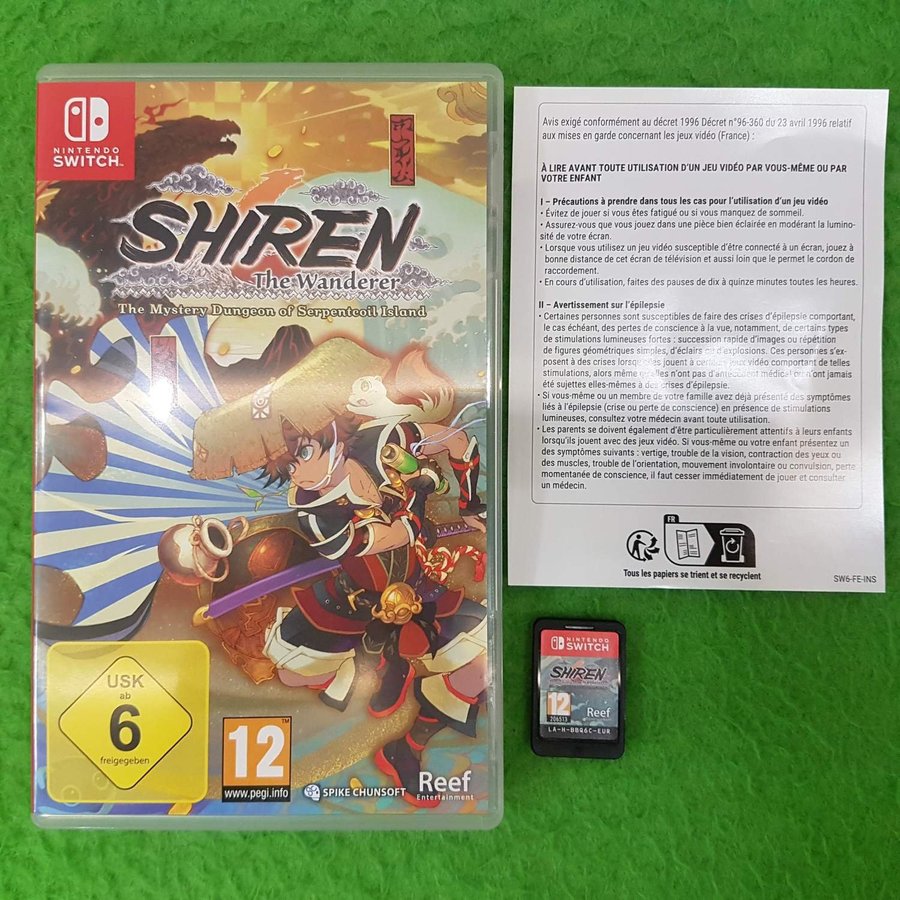 NINTENDO
SWITCH™
SHIREN
The Wanderer
The Mystery Dungeon of Serpentcoil Island
USK
ab
6
freigegeben
12™
www.pegi.info
SPIKE CHUNSOFT
Reef
Entertainment
Avis exigé conformément au décret 1996 Décret n°96-360 du 23 avril 1996 relatif
aux mises en garde concernant les jeux vidéo (France) :
À LIRE AVANT TOUTE UTILISATION D'UN JEU VIDÉO PAR VOUS-MÊME OU PAR
VOTRE ENFANT
I – Précautions à prendre dans tous les cas pour l'utilisation d'un jeu vidéo
• Évitez de jouer si vous êtes fatigué ou si vous manquez de sommeil.
• Assurez-vous que vous jouez dans une pièce bien éclairée en modérant la lumino-
sité de votre écran.
• Lorsque vous utilisez un jeu vidéo susceptible d'être connecté à un écran, jouez à
bonne distance de cet écran de télévision et aussi loin que le permet le cordon de
raccordement.
• En cours d'utilisation, faites des pauses de dix à quinze minutes toutes les heures.
II – Avertissement sur l'épilepsie
• Certaines personnes sont susceptibles de faire des crises d'épilepsie comportant,
le cas échéant, des pertes de conscience à la vue, notamment, de certains types
de stimulations lumineuses fortes : succession rapide d'images ou répétition
de figures géométriques simples, d'éclairs ou d'explosions. Ces personnes s'ex-
posent à des crises lorsqu'elles jouent à certains jeux vidéo comportant de telles
stimulations, alors même qu'elles n'ont pas d'antécédent médical ou n'ont jamais
été sujettes elles-mêmes à des crises d'épilepsie.
• Si vous-même ou un membre de votre famille avez déjà présenté des symptômes
liés à l'épilepsie (crise ou perte de conscience) en présence de stimulations
lumineuses, consultez votre médecin avant toute utilisation.
• Les parents se doivent également d'être particulièrement attentifs à leurs enfants
lorsqu'ils jouent avec des jeux vidéo. Si vous-même ou votre enfant présentez un
des symptômes suivants : vertige, trouble de la vision, contraction des yeux ou
des muscles, trouble de l'orientation, mouvement involontaire ou convulsion, perte
momentanée de conscience, il faut cesser immédiatement de jouer et consulter
un médecin.
FR
Tous les papiers se trient et se recyclent
SW6-FE-INS
NINTENDO
SWITCH
SHIREN
12
206513
Reef
LA-H-BBQ6C-EUR